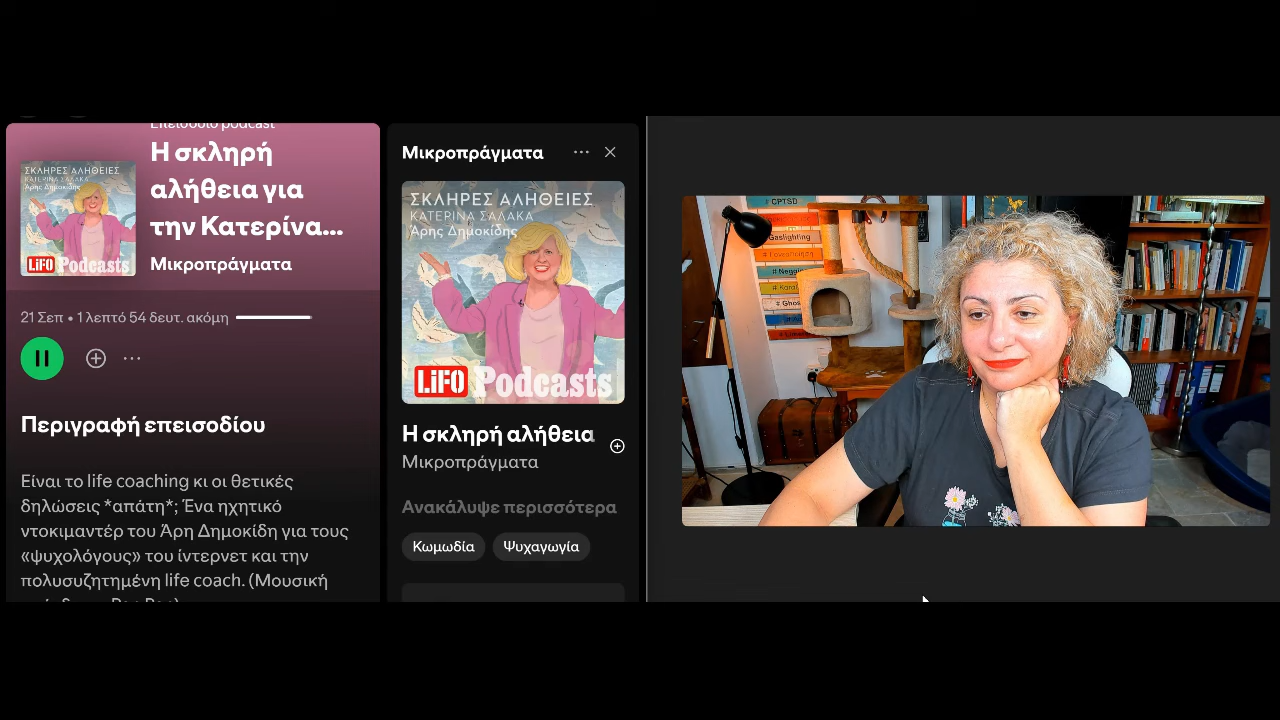 Επεισόδιο podcast
Η σκληρή
αλήθεια για
την Κατερίνα...
Μικροπράγματα
ΣΚΛΗΡΕΣ ΑΛΗΘΕΙΕΣ
ΚΑΤΕΡΙΝΑ ΣΑΛΑΚΑ
Άρης Δημοκίδης
LiFO Podcasts
21 Σεπ • 1 λεπτό 54 δευτ. ακόμη
Περιγραφή επεισοδίου
Είναι το life coaching κι οι θετικές
δηλώσεις *απάτη*; Ένα ηχητικό
ντοκιμαντέρ του Άρη Δημοκίδη για τους
«ψυχολόγους» του ίντερνετ και την
πολυσυζητημένη life coach. (Μουσική
Μικροπράγματα
ΣΚΛΗΡΕΣ ΑΛΗΘΕΙΕΣ
ΚΑΤΕΡΙΝΑ ΣΑΛΑΚΑ
Άρης Δημοκίδης
LiFO Podcasts
Η σκληρή αλήθεια
Μικροπράγματα
Ανακάλυψε περισσότερα
Κωμωδία
Ψυχαγωγία
# CPTSD
Gaslighting